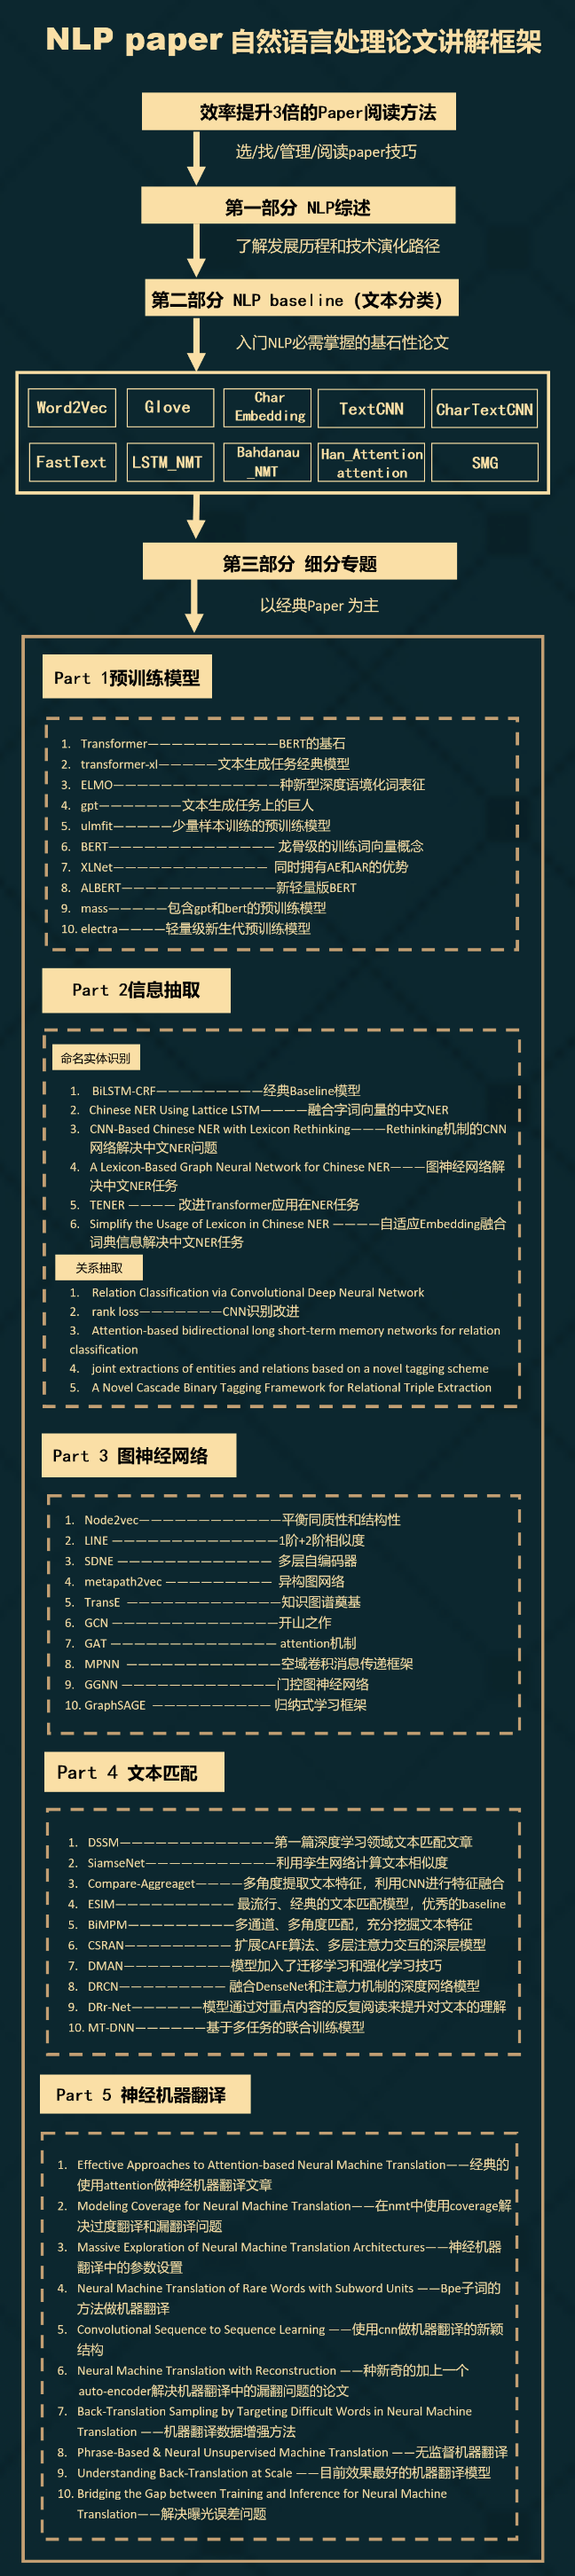 NLP paper 自然语言处理论文讲解框架
效率提升3倍的Paper阅读方法
选/找/管理/阅读paper技巧
第一部分 NLP综述
了解发展历程和技术演化路径
第二部分 NLP baseline（文本分类）
入门NLP必需掌握的基石性论文
Word2Vec
Glove
Char
Embedding
TextCNN
CharTextCNN
FastText
LSTM_NMT
Bahdanau
_NMT
Han_Attention
attention
SMG
第三部分 细分专题
以经典Paper 为主
Part 1预训练模型
1. Transformer———————————BERT的基石
2. transformer-xl—————文本生成任务经典模型
3. ELMO——————————————种新型深度语境化词表征
4. gpt———————文本生成任务上的巨人
5. ulmfit—————少量样本训练的预训练模型
6. BERT—————————————— 龙骨级的训练词向量概念
7. XLNet————————————— 同时拥有AE和AR的优势
8. ALBERT—————————————新轻量版BERT
9. mass—————包含gpt和bert的预训练模型
10. electra————轻量级新生代预训练模型
Part 2信息抽取
命名实体识别
1. BiLSTM-CRF—————————经典Baseline模型
2. Chinese NER Using Lattice LSTM————融合字词向量的中文NER
3. CNN-Based Chinese NER with Lexicon Rethinking———Rethinking机制的CNN
网络解决中文NER问题
4. A Lexicon-Based Graph Neural Network for Chinese NER———图神经网络解
决中文NER任务
5. TENER ———— 改进Transformer应用在NER任务
6. Simplify the Usage of Lexicon in Chinese NER ————自适应Embedding融合
词典信息解决中文NER任务
关系抽取
1. Relation Classification via Convolutional Deep Neural Network
2. rank loss———————CNN识别改进
3. Attention-based bidirectional long short-term memory networks for relation
classification
4. joint extractions of entities and relations based on a novel tagging scheme
5. A Novel Cascade Binary Tagging Framework for Relational Triple Extraction
Part 3 图神经网络
1. Node2vec————————————平衡同质性和结构性
2. LINE ——————————————1阶+2阶相似度
3. SDNE ————————————— 多层自编码器
4. metapath2vec ————————— 异构图网络
5. TransE —————————————知识图谱奠基
6. GCN ——————————————开山之作
7. GAT —————————————— attention机制
8. MPNN —————————————空域卷积消息传递框架
9. GGNN —————————————门控图神经网络
10. GraphSAGE —————————— 归纳式学习框架
Part 4 文本匹配
1. DSSM—————————————第一篇深度学习领域文本匹配文章
2. SiamseNet———————————利用孪生网络计算文本相似度
3. Compare-Aggreaget————多角度提取文本特征，利用CNN进行特征融合
4. ESIM—————————— 最流行、经典的文本匹配模型，优秀的baseline
5. BiMPM—————————多通道、多角度匹配，充分挖掘文本特征
6. CSRAN————————— 扩展CAFE算法、多层注意力交互的深层模型
7. DMAN—————————模型加入了迁移学习和强化学习技巧
8. DRCN————————— 融合DenseNet和注意力机制的深度网络模型
9. DRr-Net——————模型通过对重点内容的反复阅读来提升对文本的理解
10. MT-DNN——————基于多任务的联合训练模型
Part 5 神经机器翻译
1. Effective Approaches to Attention-based Neural Machine Translation——经典的
使用attention做神经机器翻译文章
2. Modeling Coverage for Neural Machine Translation——在nmt中使用coverage解
决过度翻译和漏翻译问题
3. Massive Exploration of Neural Machine Translation Architectures——神经机器
翻译中的参数设置
4. Neural Machine Translation of Rare Words with Subword Units ——Bpe子词的
方法做机器翻译
5. Convolutional Sequence to Sequence Learning ——使用cnn做机器翻译的新颖
结构
6. Neural Machine Translation with Reconstruction ——种新奇的加上一个
auto-encoder解决机器翻译中的漏翻问题的论文
7. Back-Translation Sampling by Targeting Difficult Words in Neural Machine
Translation ——机器翻译数据增强方法
8. Phrase-Based & Neural Unsupervised Machine Translation ——无监督机器翻译
9. Understanding Back-Translation at Scale ——目前效果最好的机器翻译模型
10. Bridging the Gap between Training and Inference for Neural Machine
Translation——解决曝光误差问题